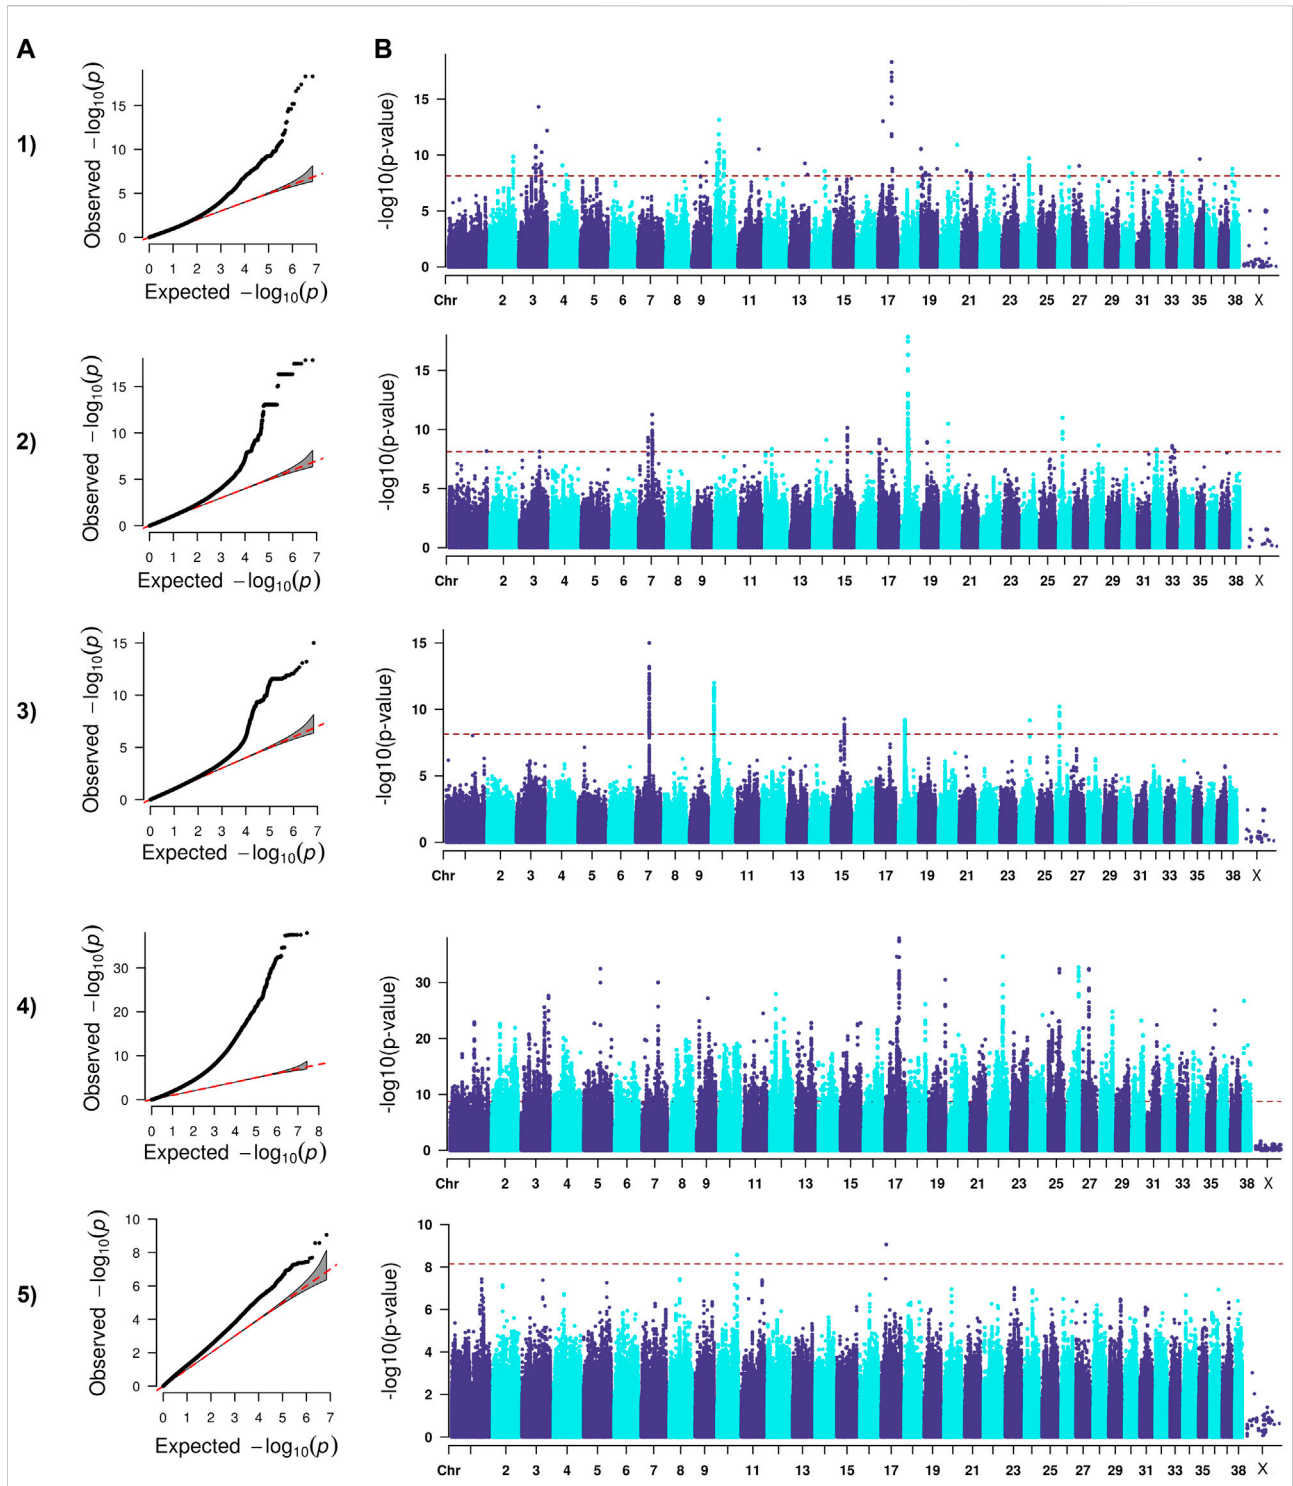 A
B
1)
Observed −log10(p)
15
10
5
0
0 1 2 3 4 5 6 7
Expected −log10(p)
-log10(p-value)
15
10
5
0
Chr 2 3 4 5 6 7 8 9 11 13 15 17 19 21 23 25 27 29 31 33 35 38 X
2)
Observed −log10(p)
15
10
5
0
0 1 2 3 4 5 6 7
Expected −log10(p)
-log10(p-value)
15
10
5
0
Chr 2 3 4 5 6 7 8 9 11 13 15 17 19 21 23 25 27 29 31 33 35 38 X
3)
Observed −log10(p)
15
10
5
0
0 1 2 3 4 5 6 7
Expected −log10(p)
-log10(p-value)
15
10
5
0
Chr 2 3 4 5 6 7 8 9 11 13 15 17 19 21 23 25 27 29 31 33 35 38 X
4)
Observed −log10(p)
30
20
10
0
0 1 2 3 4 5 6 7 8
Expected −log10(p)
-log10(p-value)
30
20
10
0
Chr 2 3 4 5 6 7 8 9 11 13 15 17 19 21 23 25 27 29 31 33 35 38 X
5)
Observed −log10(p)
10
8
6
4
2
0
0 1 2 3 4 5 6 7
Expected −log10(p)
-log10(p-value)
10
8
6
4
2
0
Chr 2 3 4 5 6 7 8 9 11 13 15 17 19 21 23 25 27 29 31 33 35 38 X